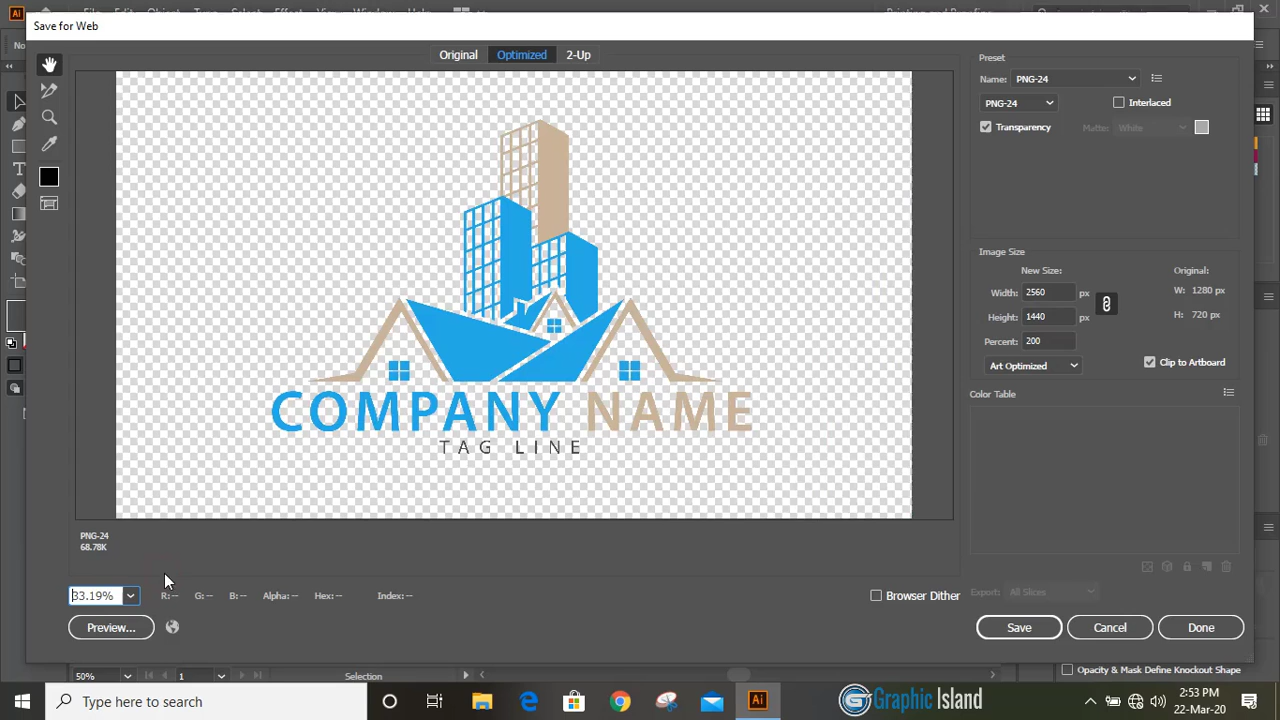 Save for Web
Original Optimized 2-Up
Preset
Name: PNG-24
PNG-24 Interlaced
Transparency Matte: White
Image Size
New Size: Original:
Width: 2560 px W: 1280 px
Height: 1440 px H: 720 px
Percent: 200
Art Optimized Clip to Artboard
Color Table
COMPANY NAME
TAG LINE
PNG-24
68.78K
33.19% R: -- G: -- B: -- Alpha: -- Hex: -- Index: -- Browser Dither
Export: All Slices
Preview... Save Cancel Done
50% 1 Selection Opacity & Mask Define Knockout Shape
Type here to search
Graphic Island
2:53 PM
22-Mar-20